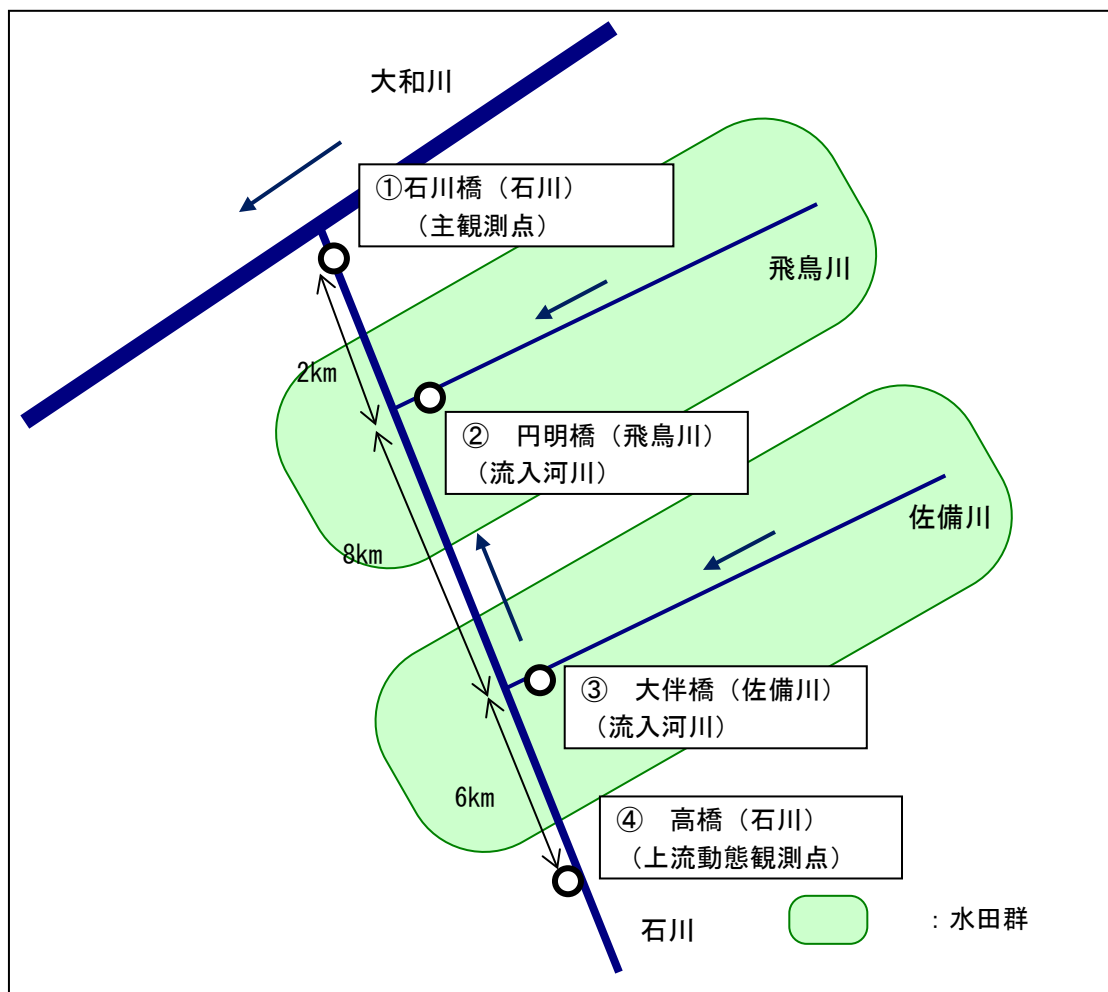 大和川
①石川橋（石川）
（主観測点）
飛鳥川
2km
②　円明橋（飛鳥川）
（流入河川）
佐備川
8km
③　大伴橋（佐備川）
（流入河川）
6km
④　高橋（石川）
（上流動態観測点）
石川
：水田群